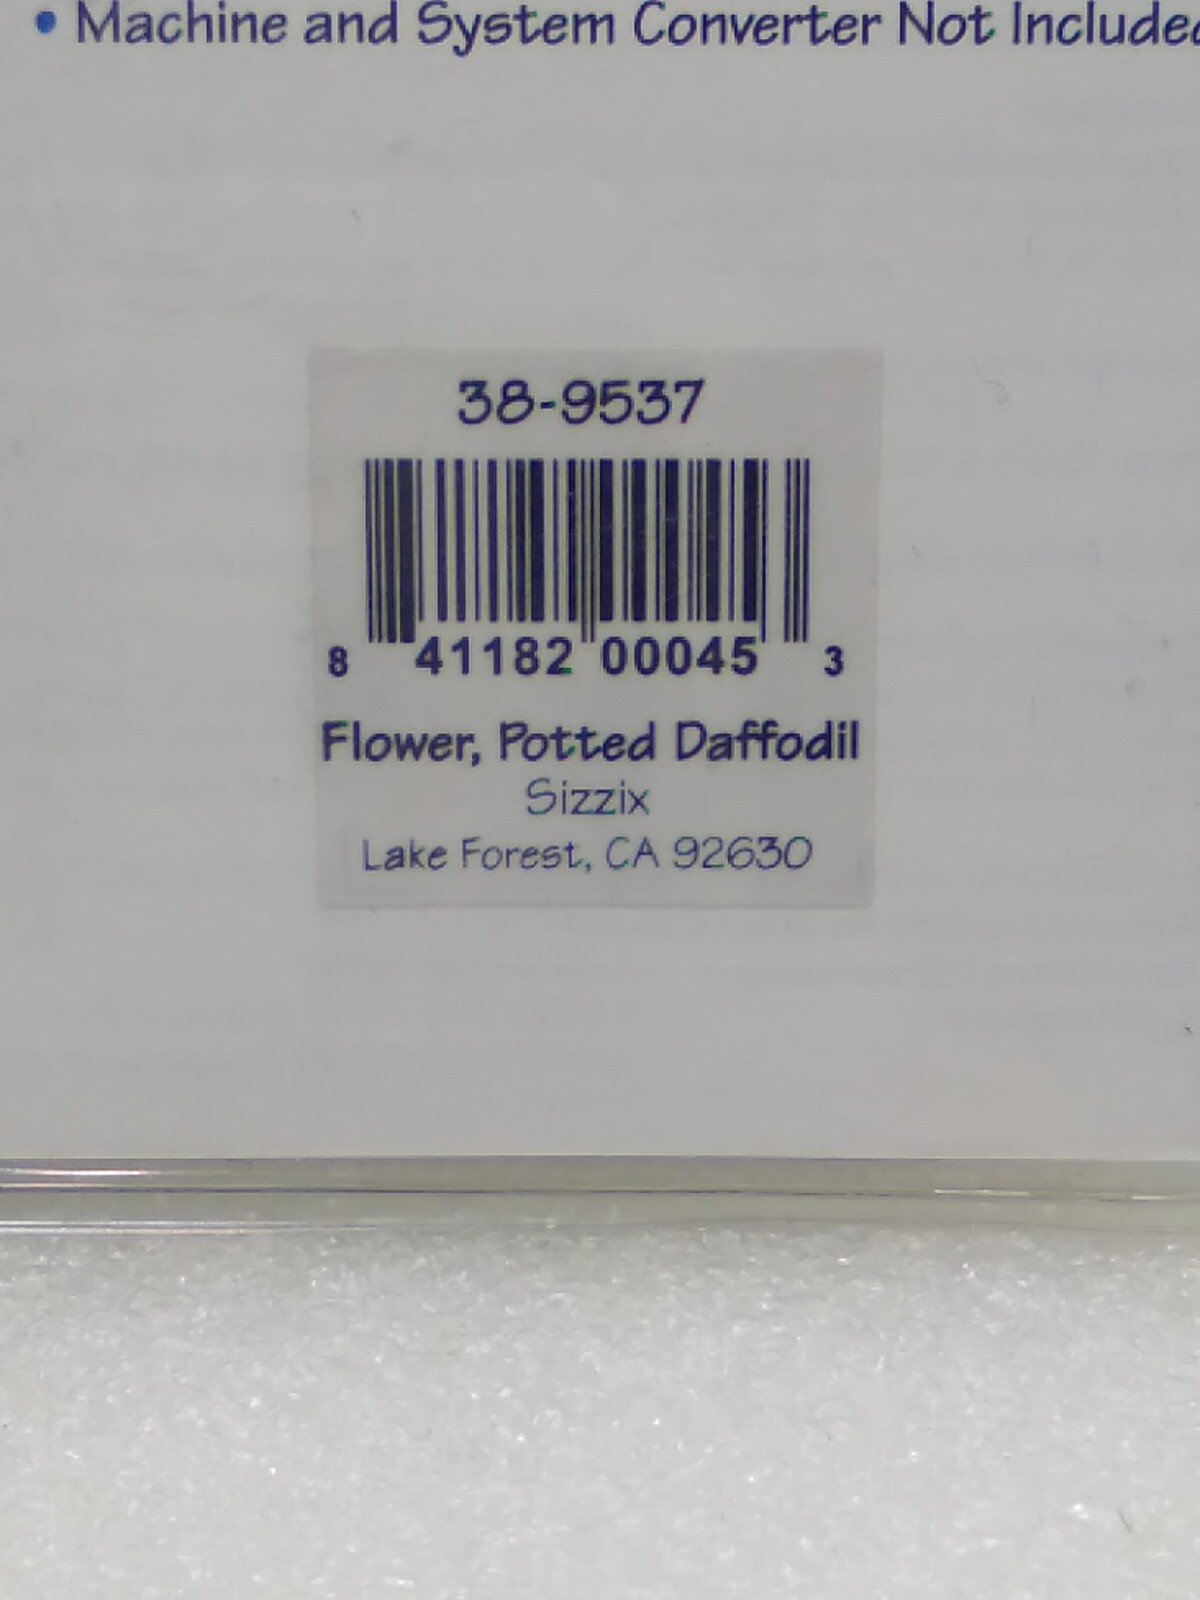 • Machine and System Converter Not Included
38-9537
8 41182 00045 3
Flower, Potted Daffodil
Sizzix
Lake Forest, CA 92630